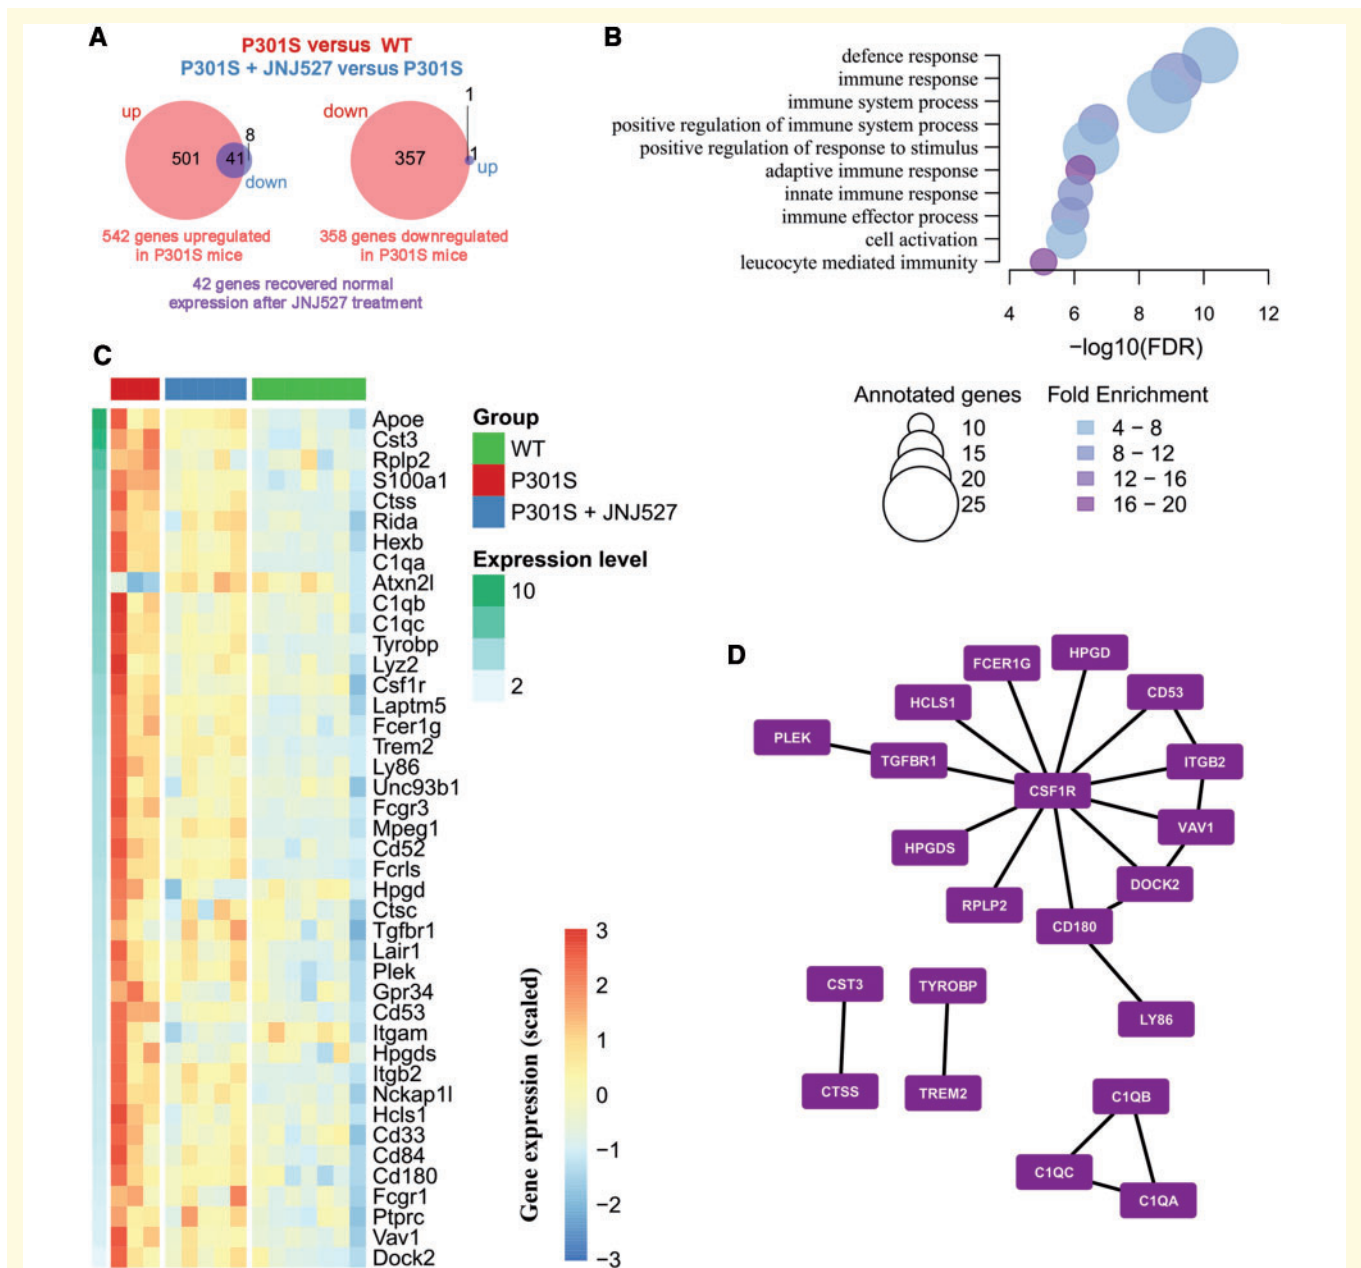 A
P301S versus WT
P301S + JNJ527 versus P301S
up
501
41
8
down
down
357
1
1
up
542 genes upregulated
in P301S mice
358 genes downregulated
in P301S mice
42 genes recovered normal
expression after JNJ527 treatment
B
defence response
immune response
immune system process
positive regulation of immune system process
positive regulation of response to stimulus
adaptive immune response
innate immune response
immune effector process
cell activation
leucocyte mediated immunity
4 6 8 10 12
−log10(FDR)
Annotated genes
10
15
20
25
Fold Enrichment
4 − 8
8 − 12
12 − 16
16 − 20
C
Apoe
Cst3
Rplp2
S100a1
Ctss
Rida
Hexb
C1qa
Atxn2l
C1qb
C1qc
Tyrobp
Lyz2
Csf1r
Laptm5
Fcer1g
Trem2
Ly86
Unc93b1
Fcgr3
Mpeg1
Cd52
Fcrls
Hpgd
Ctsc
Tgfbr1
Lair1
Plek
Gpr34
Cd53
Itgam
Hpgds
Itgb2
Nckap1l
Hcls1
Cd33
Cd84
Cd180
Fcgr1
Ptprc
Vav1
Dock2
Group
WT
P301S
P301S + JNJ527
Expression level
10
2
Gene expression (scaled)
3
2
1
0
−1
−2
−3
D
HPGD
FCER1G
CD53
HCLS1
PLEK
TGFBR1
ITGB2
CSF1R
VAV1
HPGDS
DOCK2
RPLP2
CD180
CST3
TYROBP
LY86
CTSS
TREM2
C1QB
C1QC
C1QA